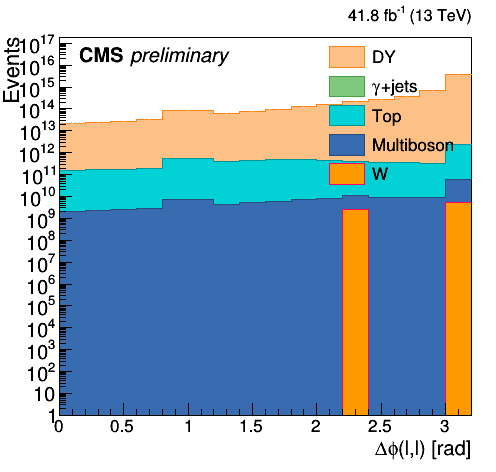 41.8 fb⁻¹ (13 TeV)
Events
CMS preliminary
DY
γ+jets
Top
Multiboson
W
10¹⁷
10¹⁶
10¹⁵
10¹⁴
10¹³
10¹²
10¹¹
10¹⁰
10⁹
10⁸
10⁷
10⁶
10⁵
10⁴
10³
10²
10
1
0 0.5 1 1.5 2 2.5 3
Δϕ(l,l) [rad]